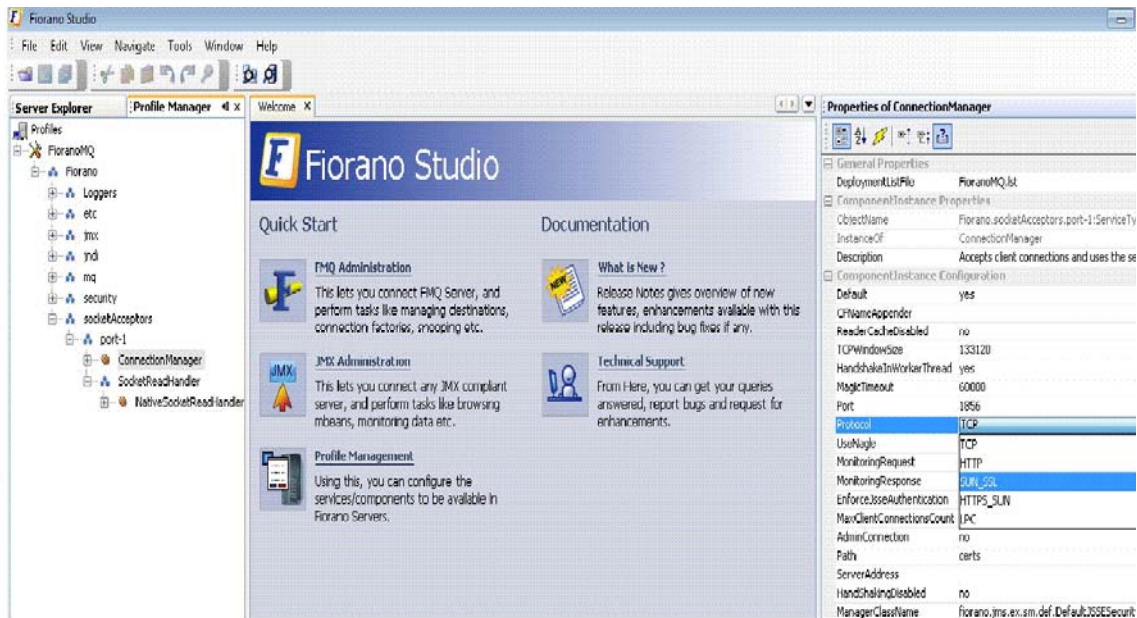 Fiorano Studio
File Edit View Navigate Tools Window Help
Server Explorer
Profile Manager
Profiles
FioranoMQ
Fiorano
Loggers
etc
jmx
jndi
mq
security
socketAcceptors
port-1
ConnectionManager
SocketReadHandler
NativeSocketReadHandler
Welcome
Fiorano Studio
Quick Start
FMQ Administration
This lets you connect FMQ Server, and
perform tasks like managing destinations,
connection factories, snooping etc.
JMX
JMX Administration
This lets you connect any JMX compliant
server, and perform tasks like browsing
mbeans, monitoring data etc.
Profile Management
Using this, you can configure the
services/components to be available in
Fiorano Servers.
Documentation
NEW
What is New ?
Release Notes gives overview of new
features, enhancements available with this
release including bug fixes if any.
Technical Support
From Here, you can get your queries
answered, report bugs and request for
enhancements.
Properties of ConnectionManager
General Properties
DeploymentListFile FioranoMQ.lst
ComponentInstance Properties
ObjectName Fiorano.socketAcceptors.port-1:ServiceTy
InstanceOf ConnectionManager
Description Accepts client connections and uses the se
ComponentInstance Configuration
Default yes
CFNameAppender
ReaderCacheDisabled no
TCPWindowSize 133120
HandshakeInWorkerThread yes
MagicTimeout 60000
Port 1856
Protocol TCP
UseNagle TCP
MonitoringRequest HTTP
MonitoringResponse SUN_SSL
EnforceJsseAuthentication HTTPS_SUN
MaxClientConnectionsCount LPC
AdminConnection no
Path certs
ServerAddress
HandShakingDisabled no
ManagerClassName fiorano.jms.ex.sm.def.DefaultJSSESecurit